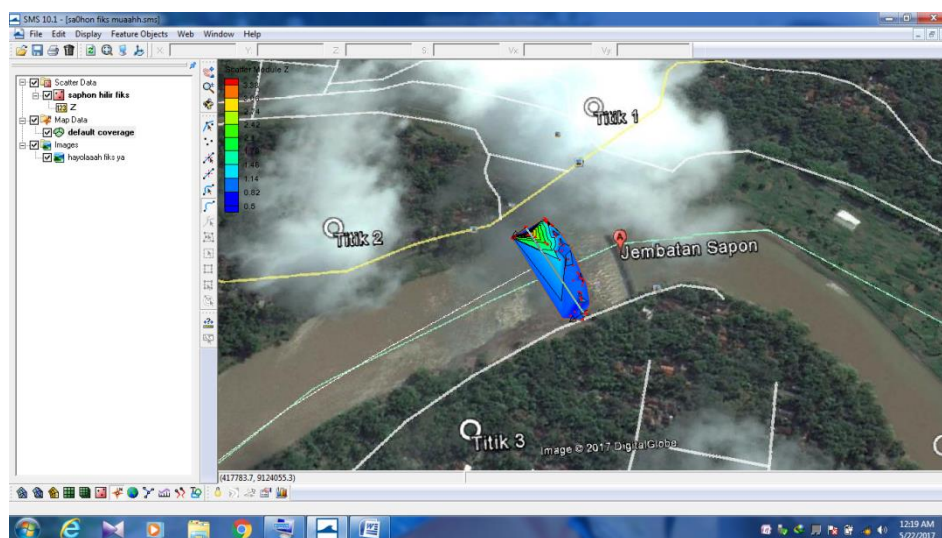 SMS 10.1 - [sa0hon fiks muaahh.sms]
File Edit Display Feature Objects Web Window Help
X: Y: Z: S: Vx: Vy:
Scatter Data
saphon hilir fiks
Z
Map Data
default coverage
Images
hayolaaah fiks ya
Scatter Module Z
2.42
1.14
0.82
0.5
Titik 1
Titik 2
A
Jembatan Sapon
Titik 3
Image © 2017 DigitalGlobe
(417783.7, 9124055.3)
12:19 AM
5/22/2017